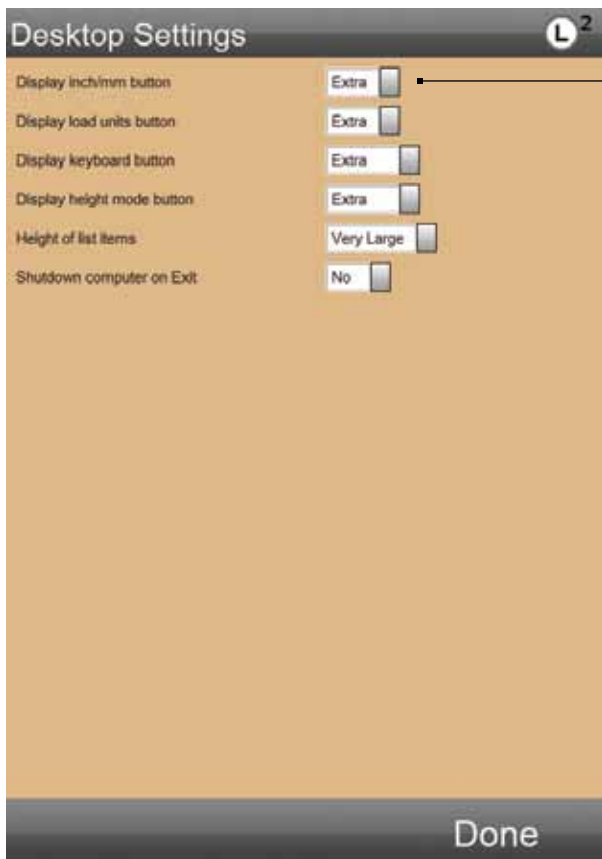 Desktop Settings L 2
Display inch/mm button Extra
Display load units button Extra
Display keyboard button Extra
Display height mode button Extra
Height of list items Very Large
Shutdown computer on Exit No
Done